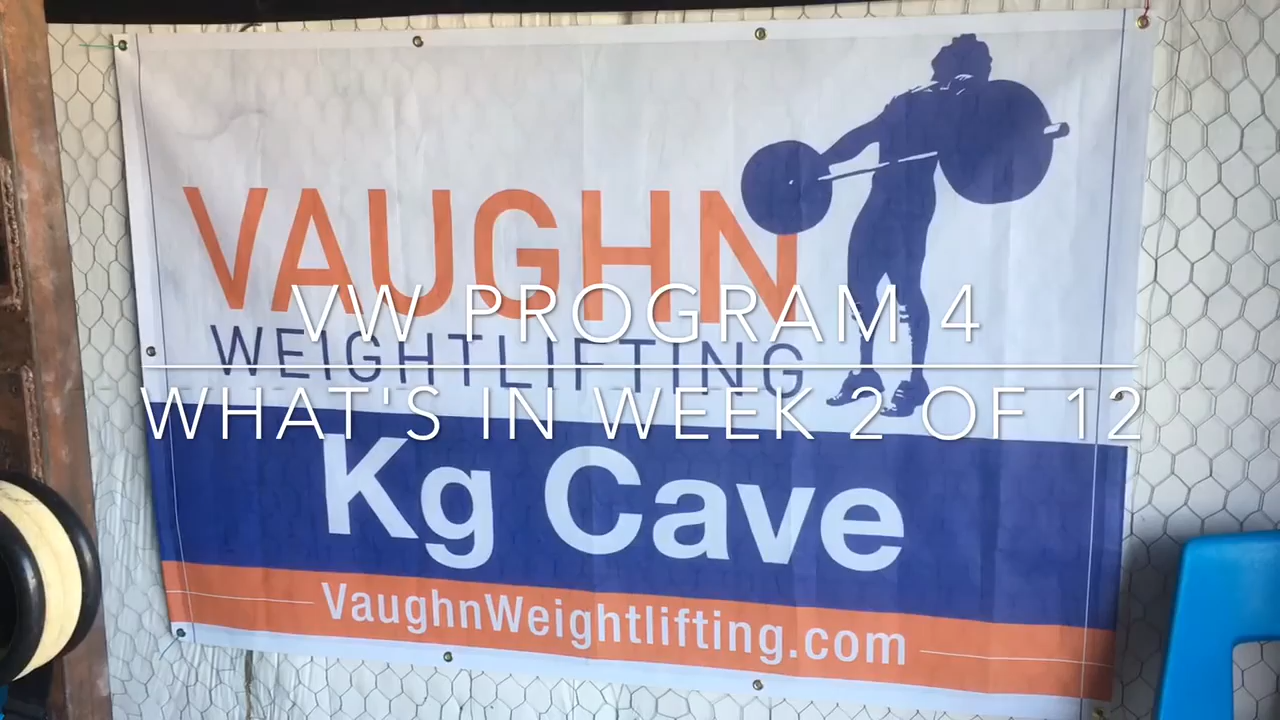 VAUGHN
WEIGHTLIFTING
VW PROGRAM 4
WHAT'S IN WEEK 2 OF 12
Kg Cave
VaughnWeightlifting.com